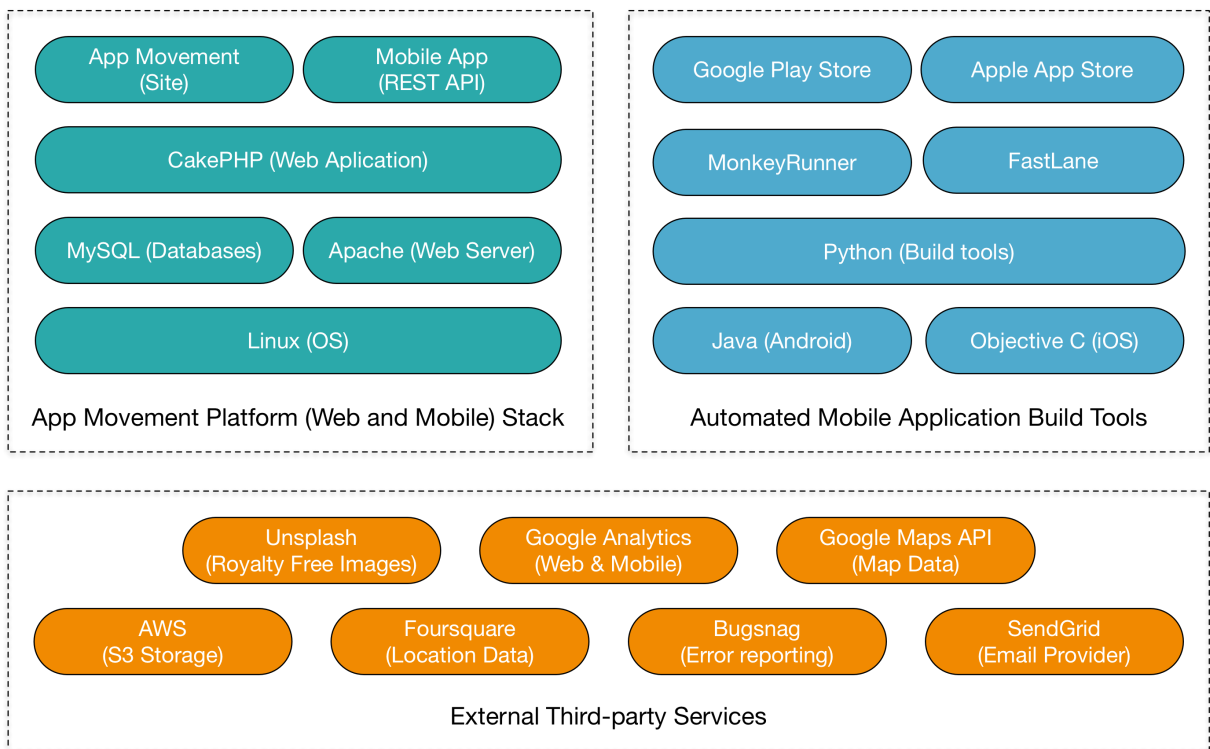 App Movement
(Site)
Mobile App
(REST API)
CakePHP (Web Aplication)
MySQL (Databases)
Apache (Web Server)
Linux (OS)
App Movement Platform (Web and Mobile) Stack
Google Play Store
Apple App Store
MonkeyRunner
FastLane
Python (Build tools)
Java (Android)
Objective C (iOS)
Automated Mobile Application Build Tools
Unsplash
(Royalty Free Images)
Google Analytics
(Web & Mobile)
Google Maps API
(Map Data)
AWS
(S3 Storage)
Foursquare
(Location Data)
Bugsnag
(Error reporting)
SendGrid
(Email Provider)
External Third-party Services